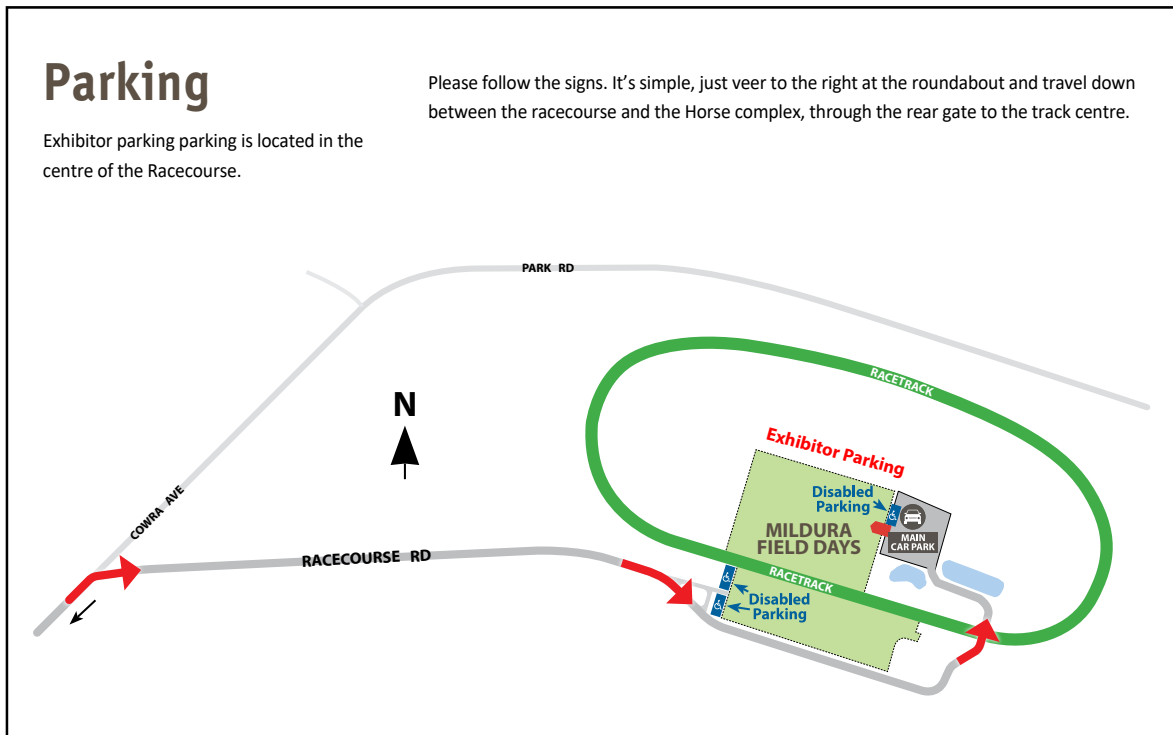 Parking
Exhibitor parking parking is located in the
centre of the Racecourse.
Please follow the signs. It’s simple, just veer to the right at the roundabout and travel down
between the racecourse and the Horse complex, through the rear gate to the track centre.
PARK RD
RACETRACK
N
Exhibitor Parking
Disabled
Parking
MILDURA
FIELD DAYS
MAIN
CAR PARK
COWRA AVE
RACECOURSE RD
RACETRACK
Disabled
Parking